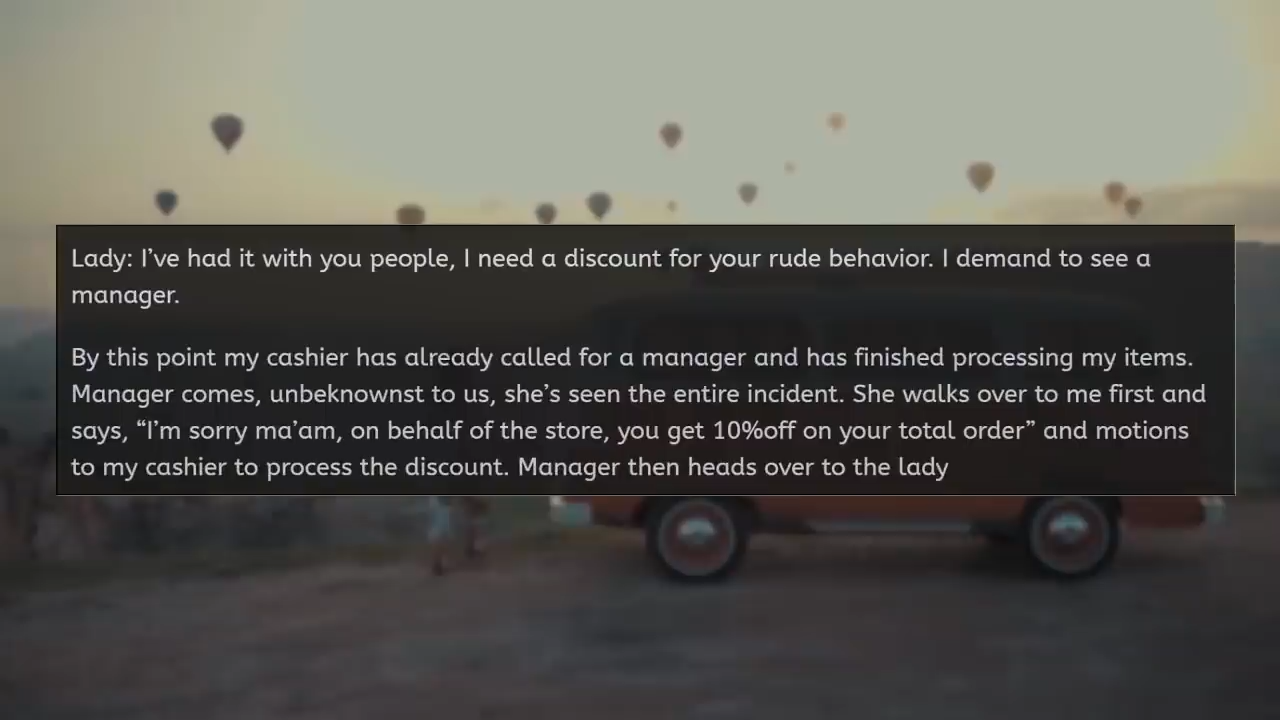 Lady: I’ve had it with you people, I need a discount for your rude behavior. I demand to see a
manager.
By this point my cashier has already called for a manager and has finished processing my items.
Manager comes, unbeknownst to us, she’s seen the entire incident. She walks over to me first and
says, “I’m sorry ma’am, on behalf of the store, you get 10%off on your total order” and motions
to my cashier to process the discount. Manager then heads over to the lady